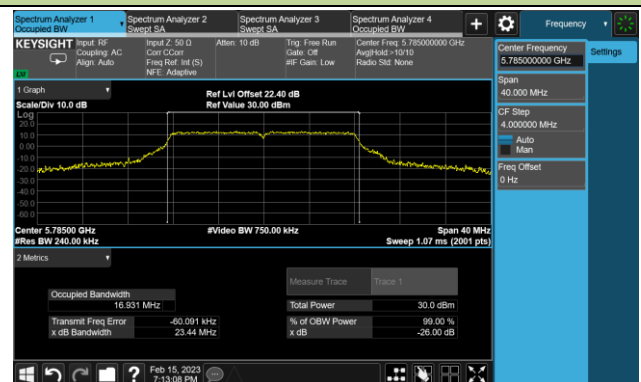 Spectrum Analyzer 1
Occupied BW
Spectrum Analyzer 2
Swept SA
Spectrum Analyzer 3
Swept SA
Spectrum Analyzer 4
Occupied BW
Frequency
KEYSIGHT
Input: RF
Coupling: AC
Align: Auto
Input Z: 50 Ω
Corr CCorr
Freq Ref: Int (S)
NFE: Adaptive
Atten: 10 dB
Trig: Free Run
Gate: Off
#IF Gain: Low
Center Freq: 5.785000000 GHz
Avg|Hold:>10/10
Radio Std: None
LXI
Center Frequency
5.785000000 GHz
Settings
Span
40.000 MHz
CF Step
4.000000 MHz
Auto
Man
Freq Offset
0 Hz
1 Graph
Ref Lvl Offset 22.40 dB
Scale/Div 10.0 dB
Ref Value 30.00 dBm
Log
20.0
10.0
0.00
-10.0
-20.0
-30.0
-40.0
-50.0
-60.0
Center 5.78500 GHz
#Video BW 750.00 kHz
Span 40 MHz
#Res BW 240.00 kHz
Sweep 1.07 ms (2001 pts)
2 Metrics
Measure Trace
Trace 1
Occupied Bandwidth
16.931 MHz
Total Power
30.0 dBm
Transmit Freq Error
-60.091 kHz
% of OBW Power
99.00 %
x dB Bandwidth
23.44 MHz
x dB
-26.00 dB
?
Feb 15, 2023
7:13:08 PM